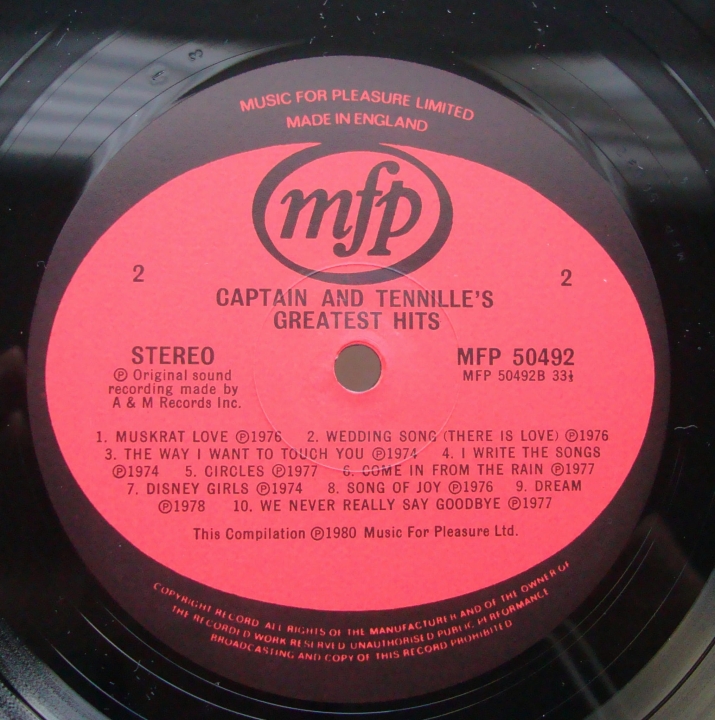 MUSIC FOR PLEASURE LIMITED
MADE IN ENGLAND
mfp
2 2
CAPTAIN AND TENNILLE'S
GREATEST HITS
STEREO
℗ Original sound
recording made by
A & M Records Inc.
MFP 50492
MFP 50492B 33⅓
1. MUSKRAT LOVE ℗1976 2. WEDDING SONG (THERE IS LOVE) ℗1976
3. THE WAY I WANT TO TOUCH YOU ℗1974 4. I WRITE THE SONGS
℗1974 5. CIRCLES ℗1977 6. COME IN FROM THE RAIN ℗1977
7. DISNEY GIRLS ℗1974 8. SONG OF JOY ℗1976 9. DREAM
℗1978 10. WE NEVER REALLY SAY GOODBYE ℗1977
This Compilation ℗1980 Music For Pleasure Ltd.
COPYRIGHT RECORD ALL RIGHTS OF THE MANUFACTURER AND OF THE OWNER OF
THE RECORDED WORK RESERVED UNAUTHORISED PUBLIC PERFORMANCE
BROADCASTING AND COPY OF THIS RECORD PROHIBITED